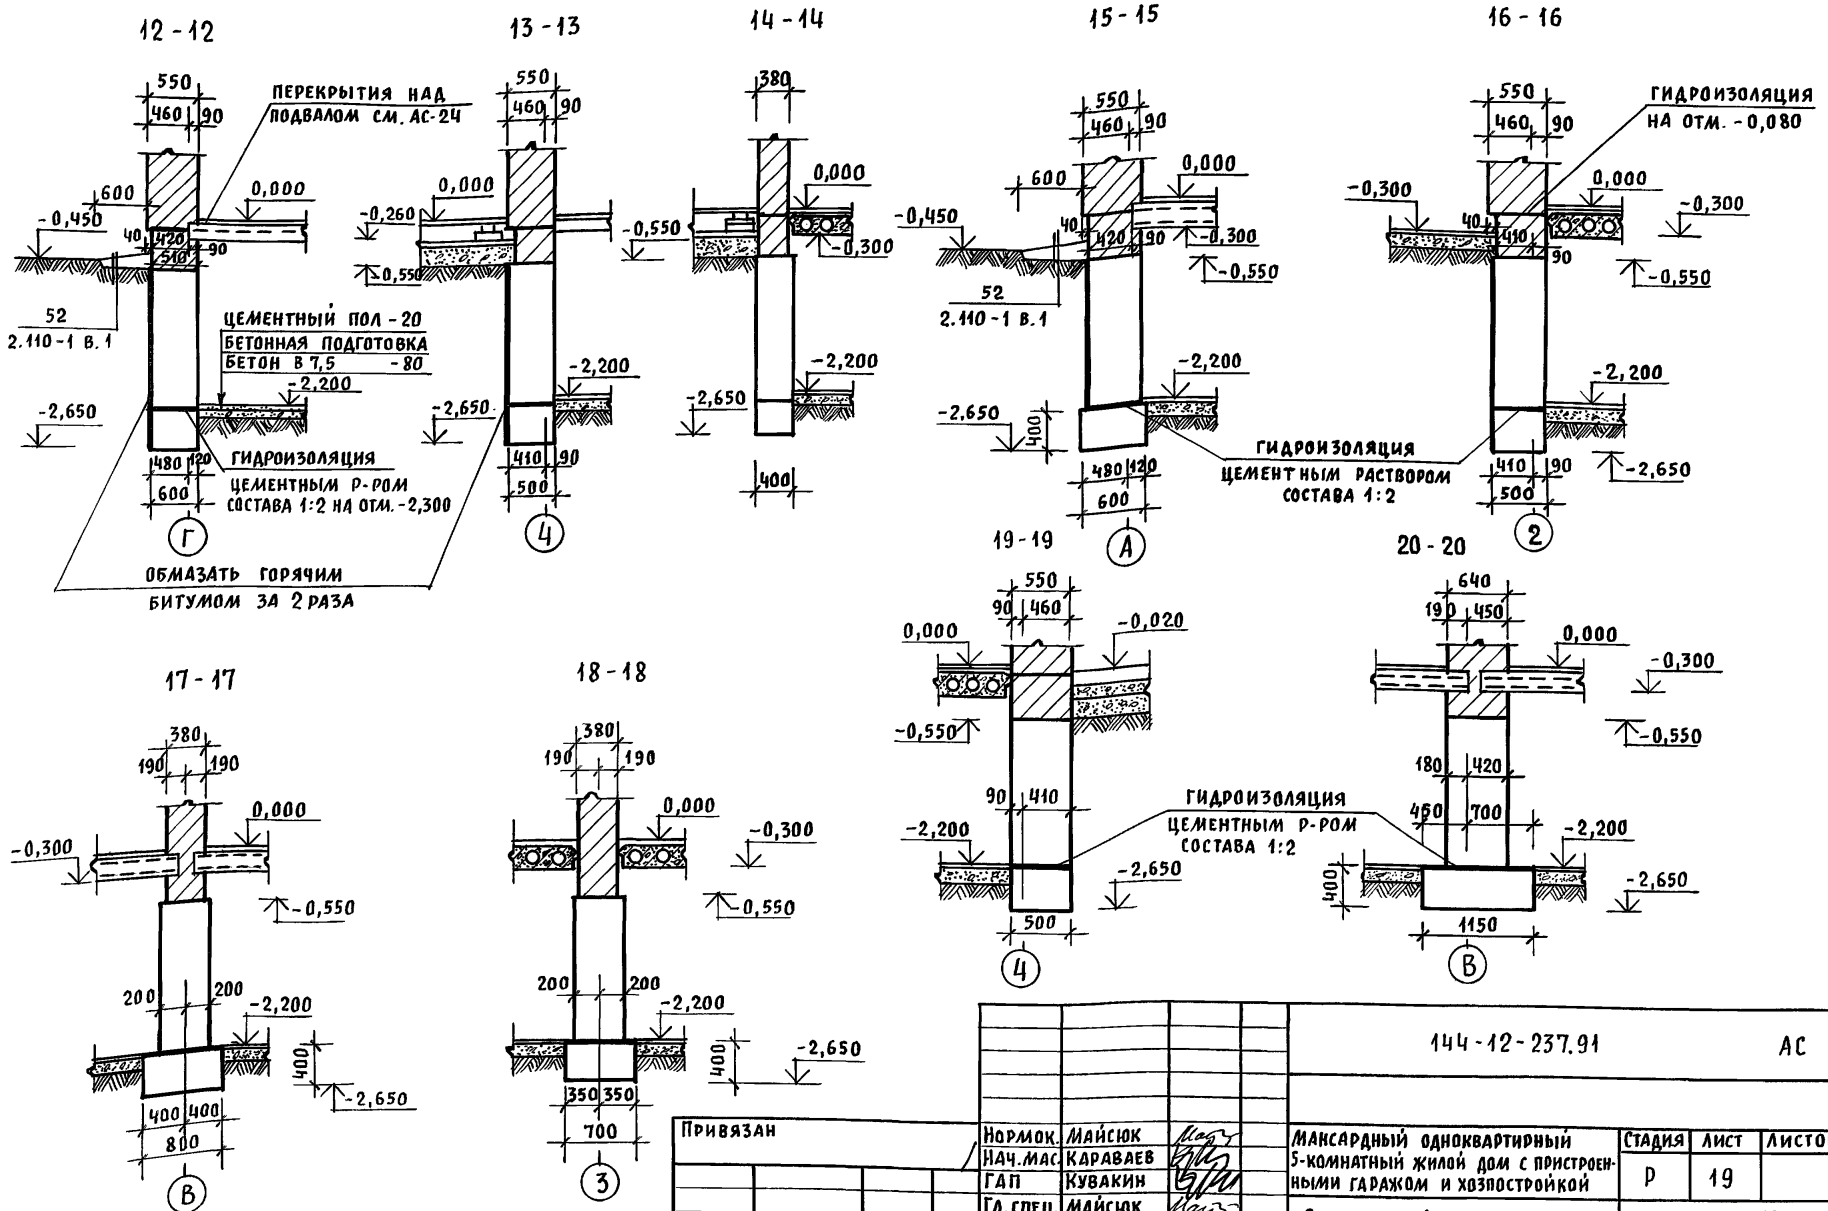 12-12
550
460 90
ПЕРЕКРЫТИЯ НАД
ПОДВАЛОМ СМ. АС-24
600
0,000
-0,450
40 420 90
510
52
2.110-1 В.1
ЦЕМЕНТНЫЙ ПОЛ -20
БЕТОННАЯ ПОДГОТОВКА
БЕТОН В 7,5 -80
-2,200
-2,650
480 120
600
ГИДРОИЗОЛЯЦИЯ
ЦЕМЕНТНЫМ Р-РОМ
СОСТАВА 1:2 НА ОТМ. -2,300
Г
ОБМАЗАТЬ ГОРЯЧИМ
БИТУМОМ ЗА 2 РАЗА
13-13
550
460 90
0,000
-0,260
-0,550
-2,200
-2,650
410 90
500
4
14-14
380
0,000
-0,550
-0,300
-2,200
-2,650
400
15-15
550
460 90
600
0,000
-0,450
40 420 90
-0,300
-0,550
52
2.110-1 В.1
-2,200
-2,650
400
480 120
600
А
ГИДРОИЗОЛЯЦИЯ
ЦЕМЕНТНЫМ РАСТВОРОМ
СОСТАВА 1:2
16-16
550
460 90
ГИДРОИЗОЛЯЦИЯ
НА ОТМ. -0,080
-0,300
0,000
-0,300
40 410 90
-0,550
-2,200
-2,650
410 90
500
2
17-17
380
190 190
0,000
-0,300
-0,550
200 200
-2,200
400
-2,650
400 400
800
В
18-18
380
190 190
0,000
-0,300
-0,550
200 200
-2,200
400
-2,650
350 350
700
3
19-19
550
90 460
0,000
-0,020
-0,550
90 410
-2,200
-2,650
500
4
ГИДРОИЗОЛЯЦИЯ
ЦЕМЕНТНЫМ Р-РОМ
СОСТАВА 1:2
20-20
640
190 450
0,000
-0,300
-0,550
180 420
450 700
-2,200
400
-2,650
1150
В
144-12-237.91 АС
ПРИВЯЗАН
НОРМОК. МАЙСЮК
НАЧ.МАС КАРАВАЕВ
ГАП КУВАКИН
ГЛ.СПЕЦ МАЙСЮК
МАНСАРДНЫЙ ОДНОКВАРТИРНЫЙ
5-КОМНАТНЫЙ ЖИЛОЙ ДОМ С ПРИСТРОЕН-
НЫМИ ГАРАЖОМ И ХОЗПОСТРОЙКОЙ
СТАДИЯ ЛИСТ ЛИСТО
Р 19